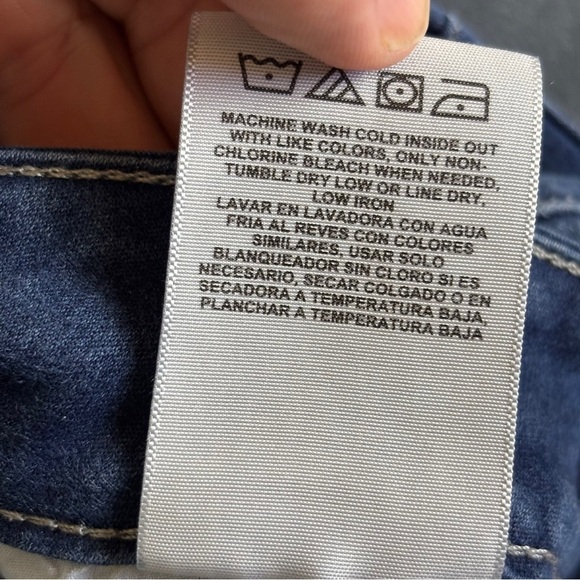 MACHINE WASH COLD INSIDE OUT
WITH LIKE COLORS, ONLY NON-
CHLORINE BLEACH WHEN NEEDED,
TUMBLE DRY LOW OR LINE DRY,
LOW IRON
LAVAR EN LAVADORA CON AGUA
FRIA AL REVES CON COLORES
SIMILARES, USAR SOLO
BLANQUEADOR SIN CLORO SI ES
NECESARIO, SECAR COLGADO O EN
SECADORA A TEMPERATURA BAJA
PLANCHAR A TEMPERATURA BAJA